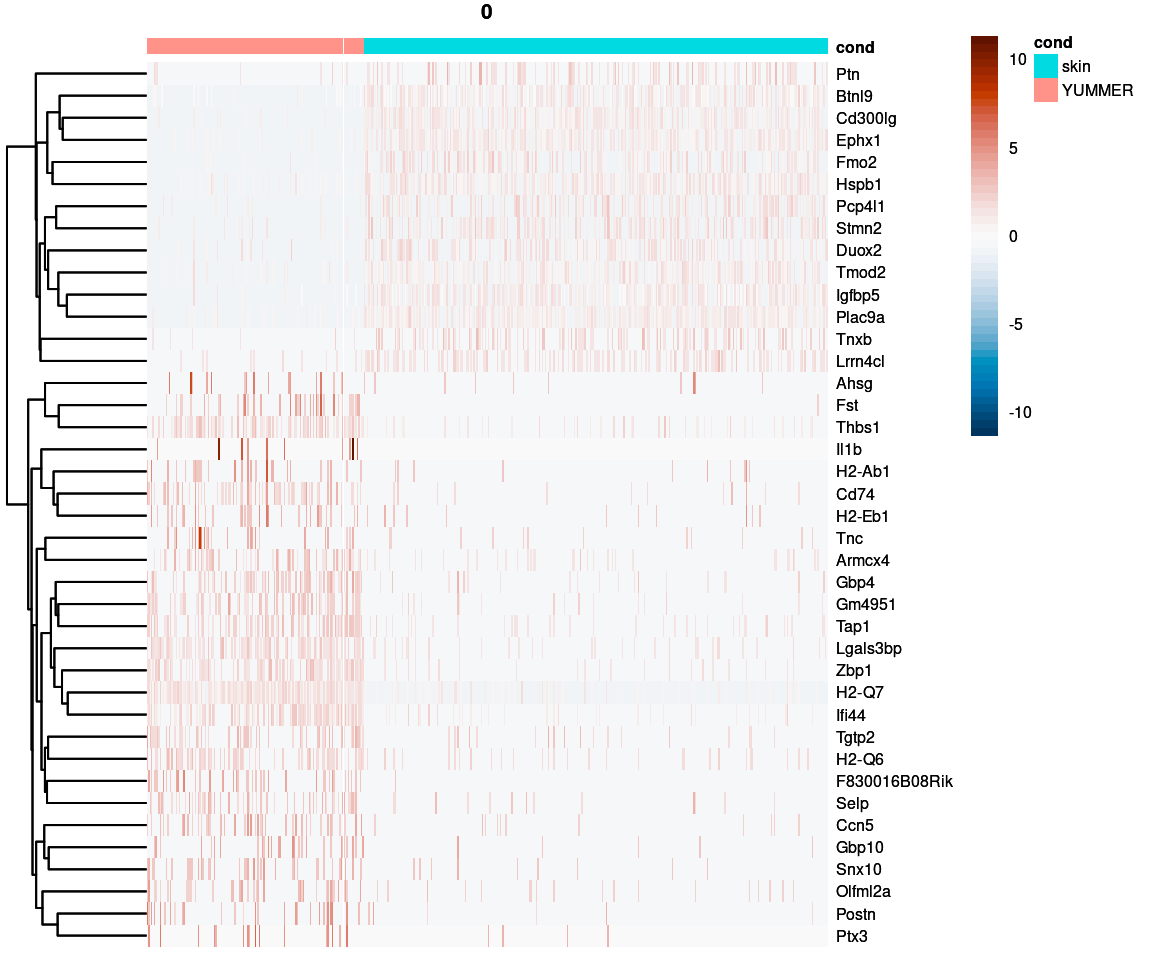 0
cond
Ptn
Btnl9
Cd300lg
Ephx1
Fmo2
Hspb1
Pcp4l1
Stmn2
Duox2
Tmod2
Igfbp5
Plac9a
Tnxb
Lrrn4cl
Ahsg
Fst
Thbs1
Il1b
H2-Ab1
Cd74
H2-Eb1
Tnc
Armcx4
Gbp4
Gm4951
Tap1
Lgals3bp
Zbp1
H2-Q7
Ifi44
Tgtp2
H2-Q6
F830016B08Rik
Selp
Ccn5
Gbp10
Snx10
Olfml2a
Postn
Ptx3
10
5
0
-5
-10
cond
skin
YUMMER